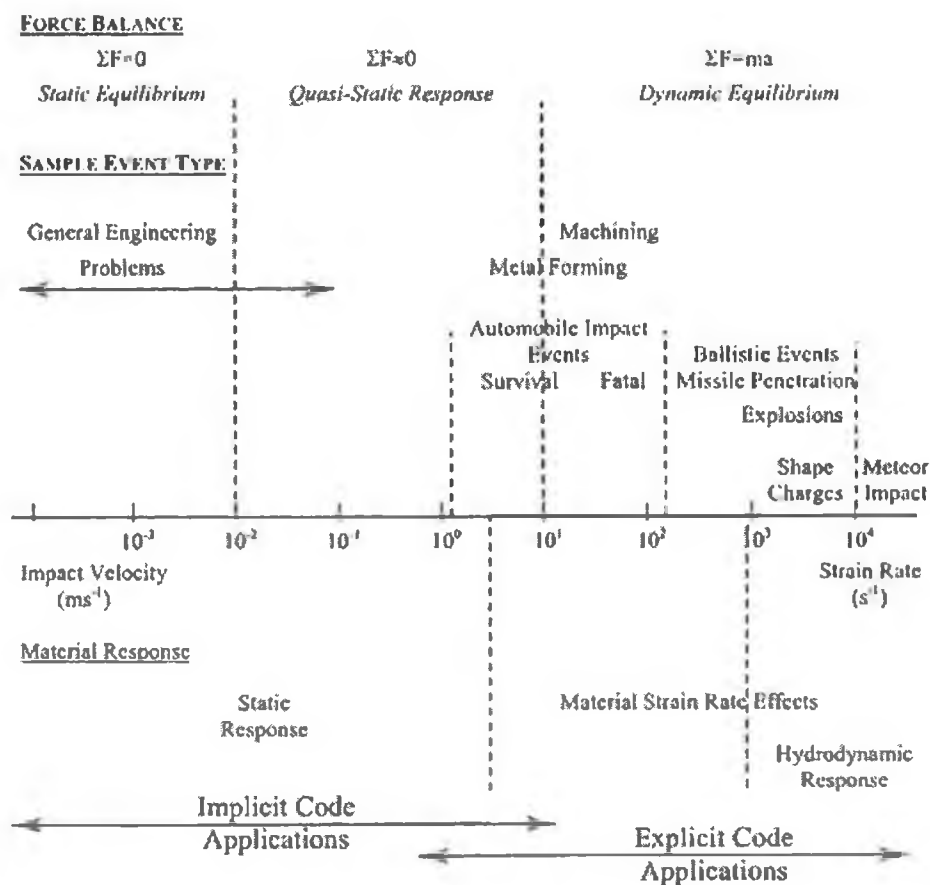 FORCE BALANCE
ΣF=0 ΣF≈0 ΣF=ma
Static Equilibrium Quasi-Static Response Dynamic Equilibrium
SAMPLE EVENT TYPE
General Engineering Machining
Problems Metal Forming
Automobile Impact Ballistic Events
Events Missile Penetration
Survival Fatal
Explosions
Shape Meteor
Charges Impact
10⁻³ 10⁻² 10⁻¹ 10⁰ 10¹ 10² 10³ 10⁴
Impact Velocity Strain Rate
(ms⁻¹) (s⁻¹)
Material Response
Static Material Strain Rate Effects
Response
Hydrodynamic
Response
Implicit Code
Applications
Explicit Code
Applications